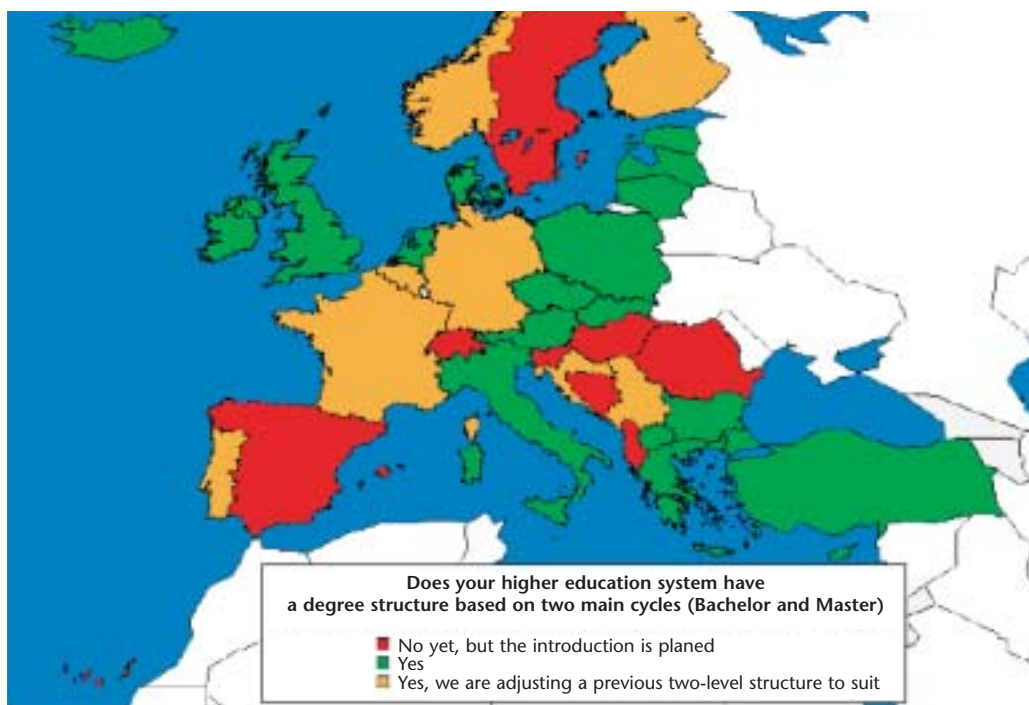 Does your higher education system have
a degree structure based on two main cycles (Bachelor and Master)
No yet, but the introduction is planed
Yes
Yes, we are adjusting a previous two-level structure to suit